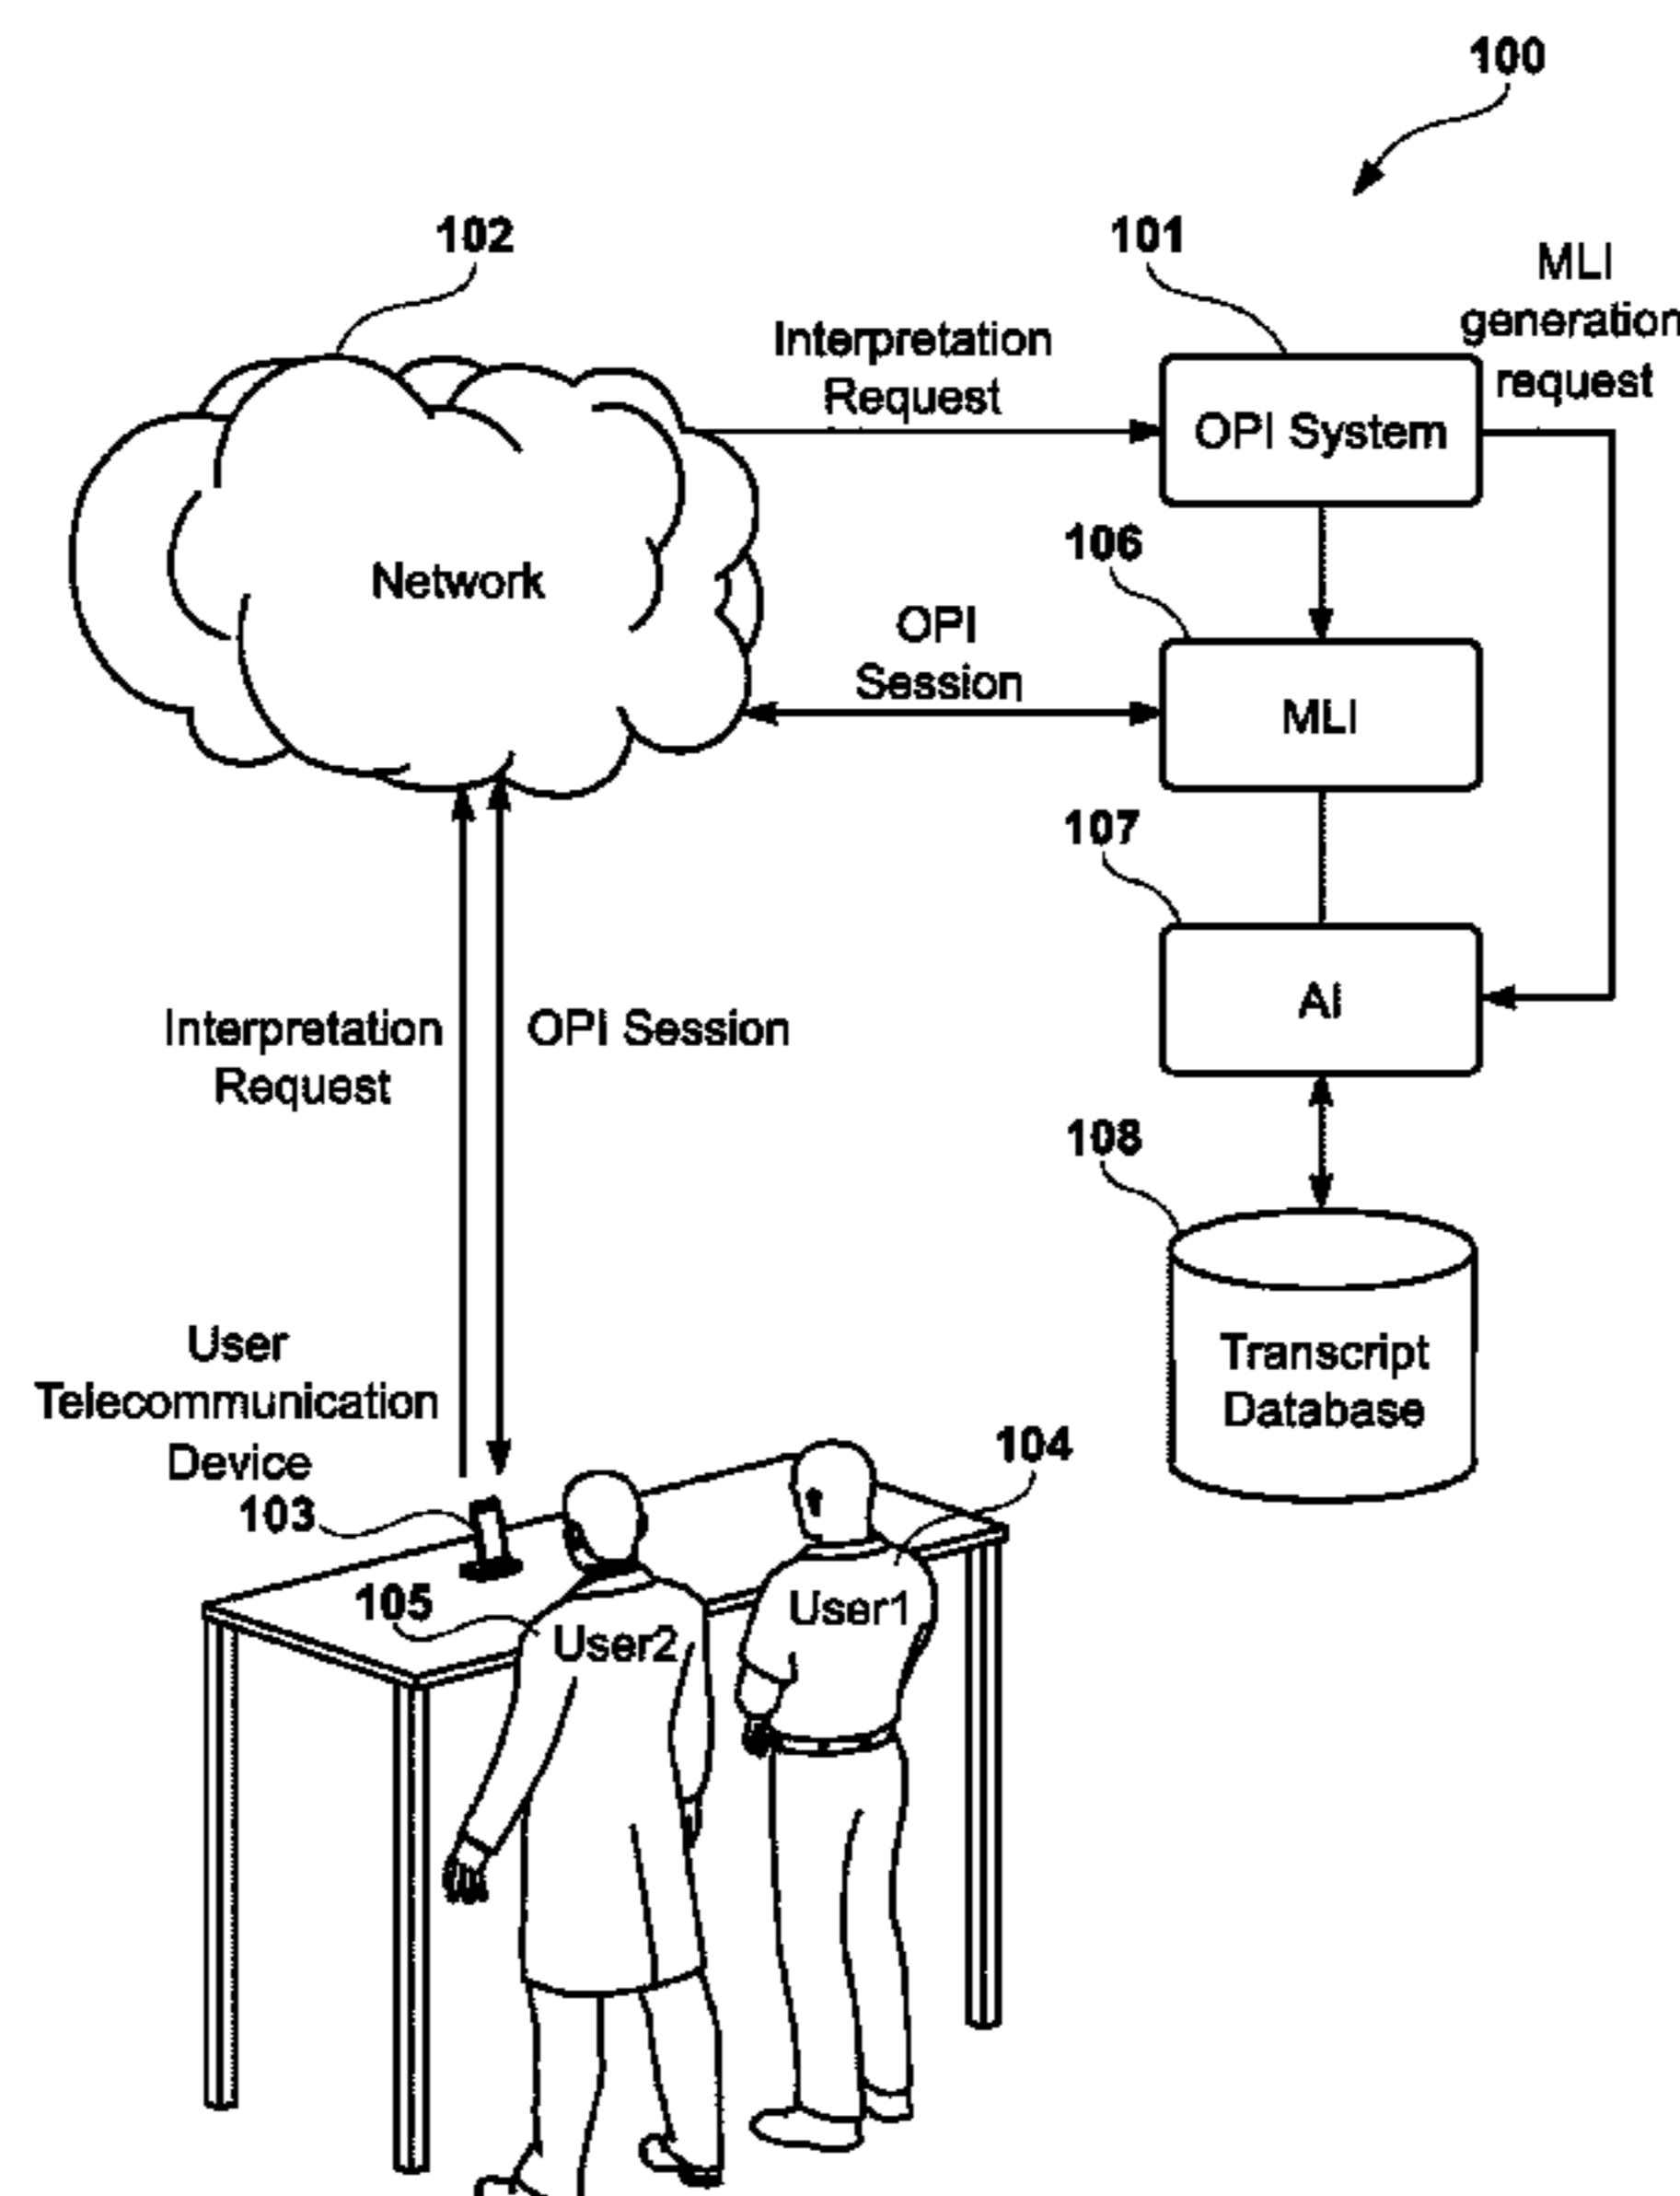 100
102
101
MLI
generation
request
Interpretation
Request
OPI System
Network
106
OPI
Session
MLI
107
AI
Interpretation
Request
OPI Session
108
Transcript
Database
User
Telecommunication
Device
103
104
105
User1
User2